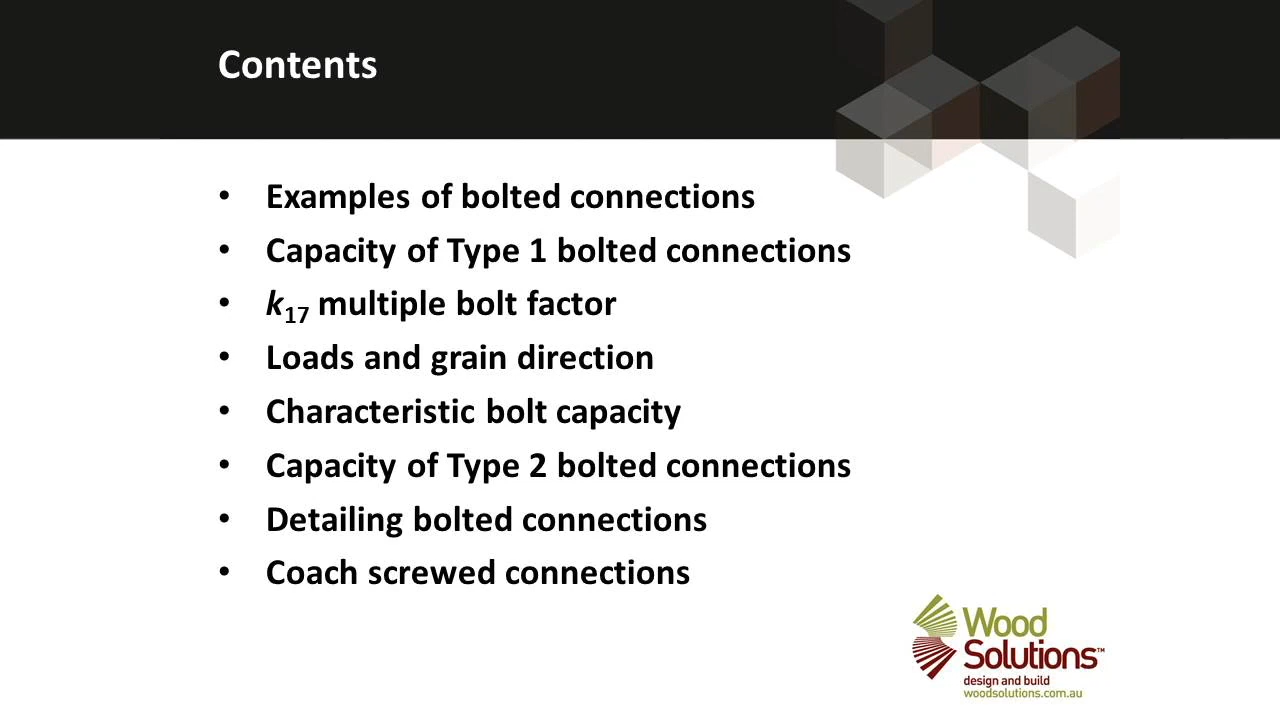 Contents
• Examples of bolted connections
• Capacity of Type 1 bolted connections
• k17 multiple bolt factor
• Loads and grain direction
• Characteristic bolt capacity
• Capacity of Type 2 bolted connections
• Detailing bolted connections
• Coach screwed connections
Wood
Solutions™
design and build
woodsolutions.com.au